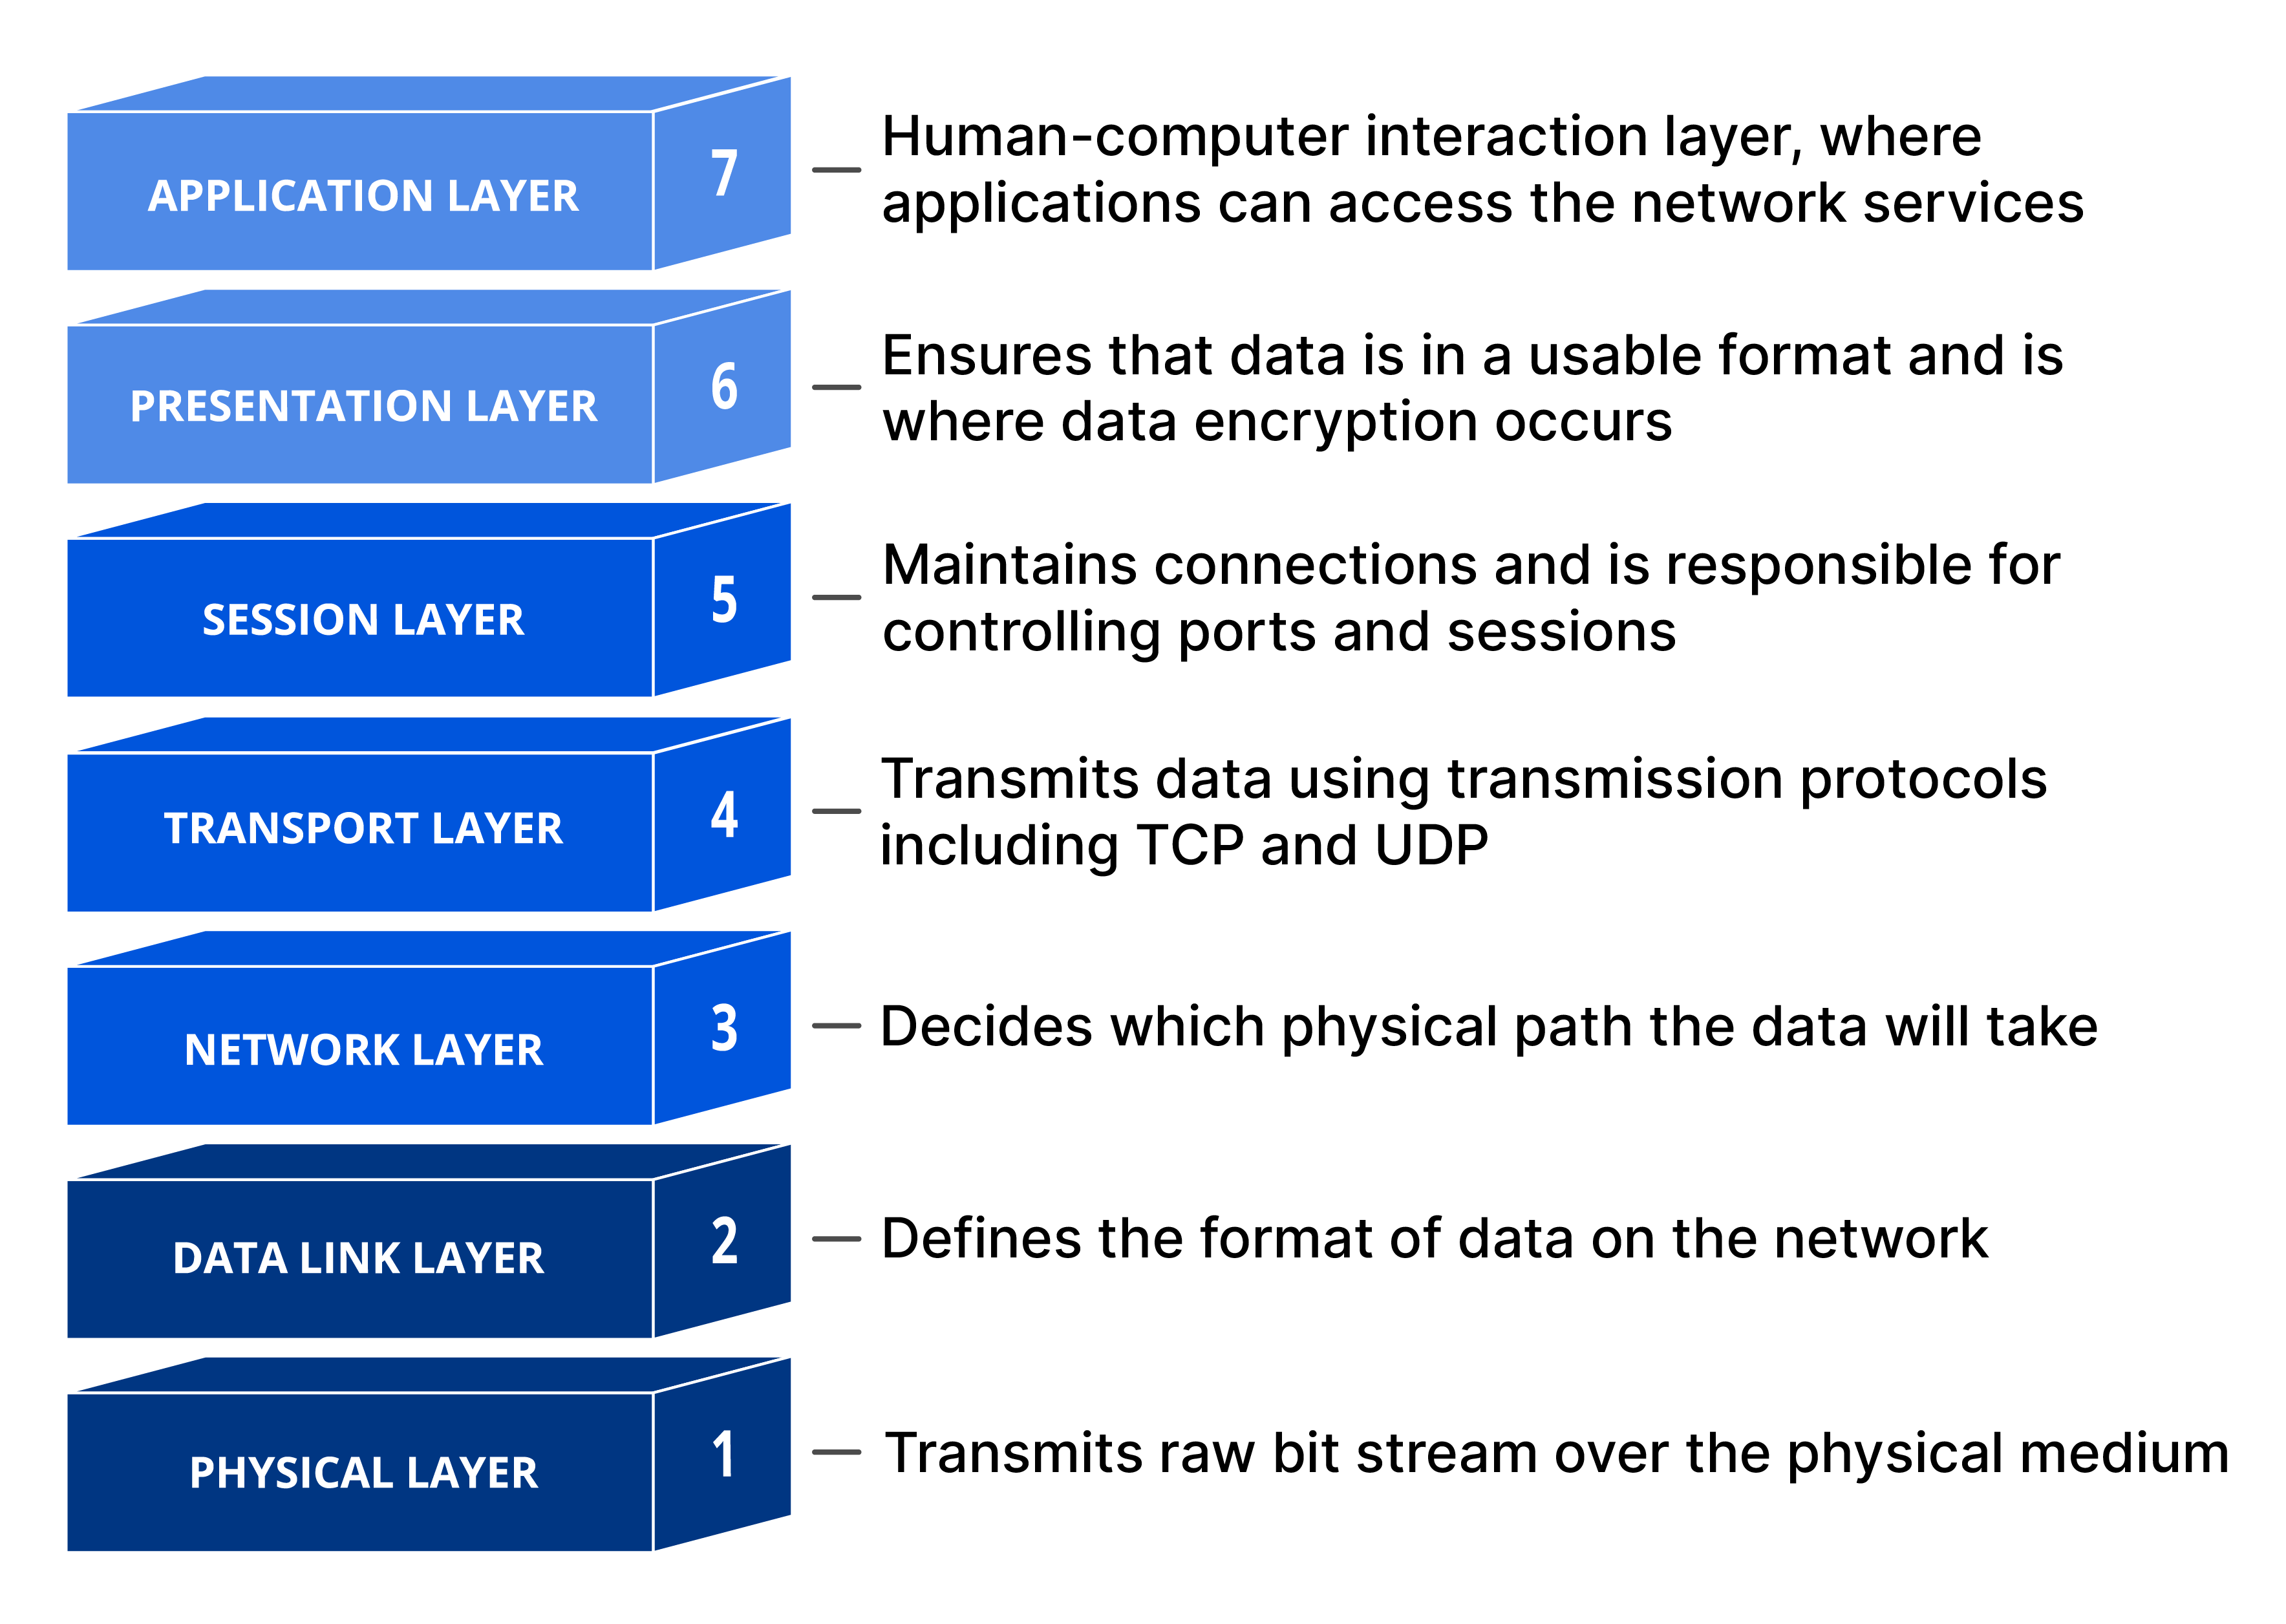 APPLICATION LAYER
7
Human-computer interaction layer, where
applications can access the network services
PRESENTATION LAYER
6
Ensures that data is in a usable format and is
where data encryption occurs
SESSION LAYER
5
Maintains connections and is responsible for
controlling ports and sessions
TRANSPORT LAYER
4
Transmits data using transmission protocols
including TCP and UDP
NETWORK LAYER
3
Decides which physical path the data will take
DATA LINK LAYER
2
Defines the format of data on the network
PHYSICAL LAYER
1
Transmits raw bit stream over the physical medium